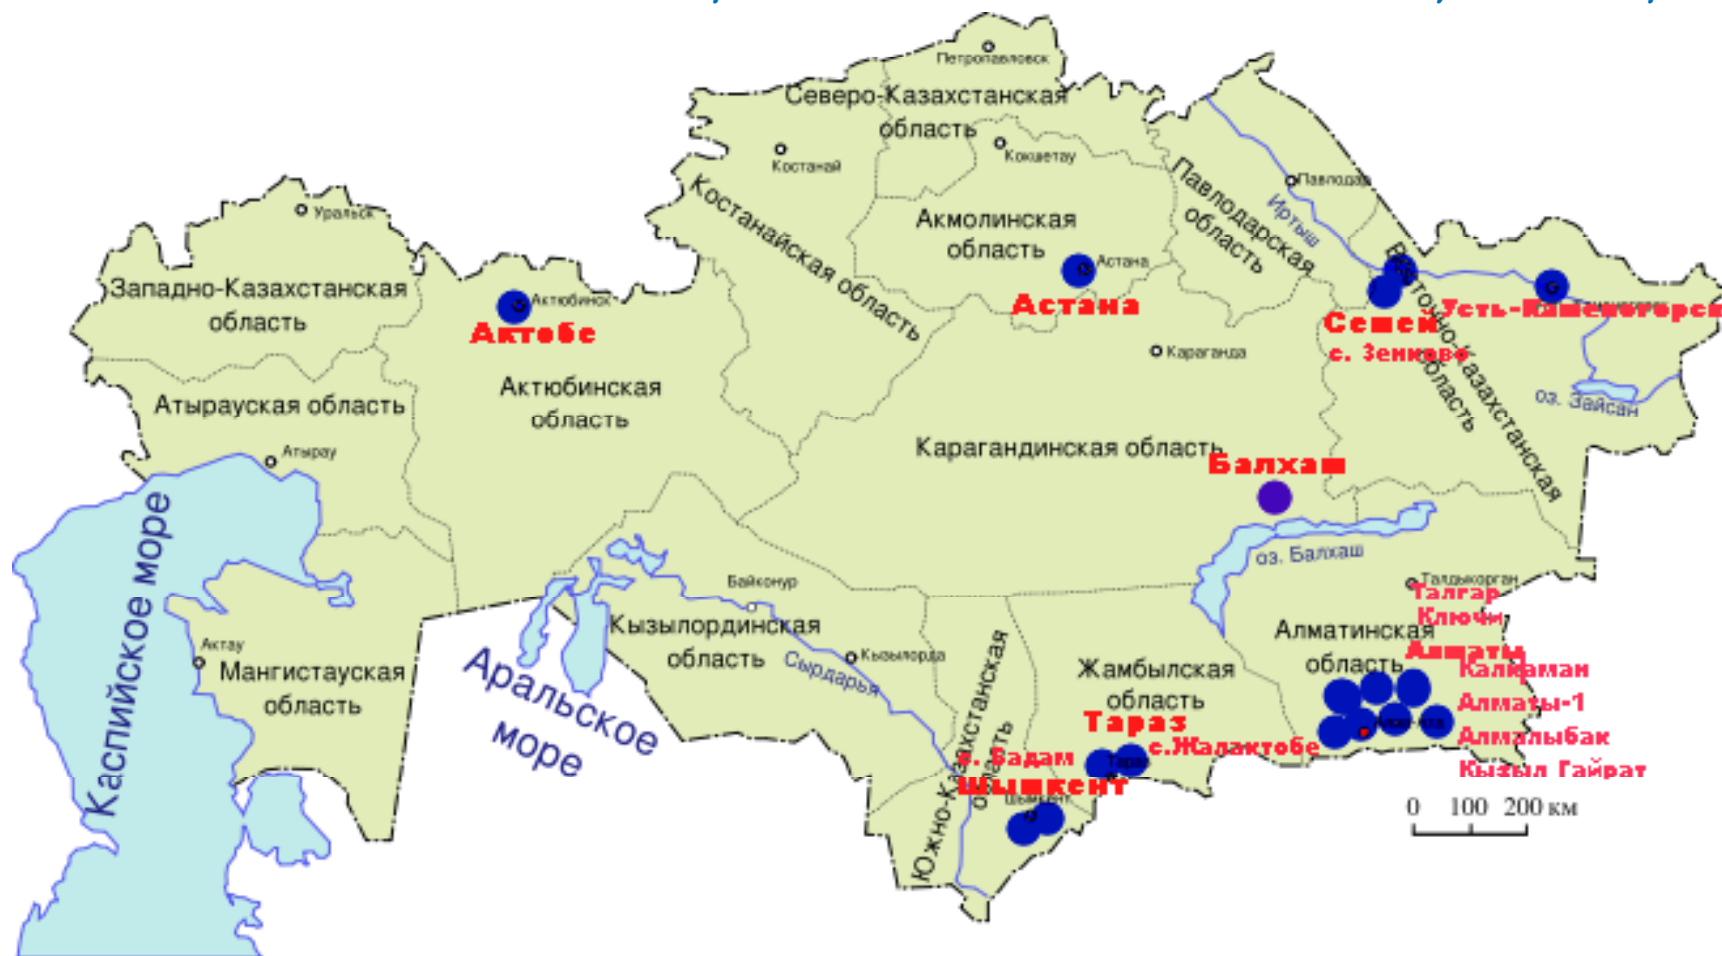 Петропавловск
Северо-Казахстанская
область
Костанай
Кокшетау
Павлодар
Павлодарская
область
Иртыш
Костанайская область
Уральск
Акмолинская
область
Астана
Астана
Западно-Казахстанская
область
Актюбинск
Актобе
Семей
с. Зенково
Усть-Каменогорск
Восточно-Казахстанская
область
Караганда
оз. Зайсан
Атырауская область
Актюбинская
область
Карагандинская область
Атырау
Балхаш
Каспийское море
оз. Балхаш
Байконур
Талдыкорган
Талгар
Ключи
Кызылординская
область
Сырдарья
Кызылорда
Алматинская
область
Алматы
Калкаман
Алматы-1
Алмалыбак
Кызыл Гайрат
Актау
Мангистауская
область
Аральское
море
Жамбылская
область
Тараз
с.Жалактобе
Тараз
Алма-Ата
с. Бадам
Шымкент
Шымкент
Южно-Казахстанская
область
0 100 200 км